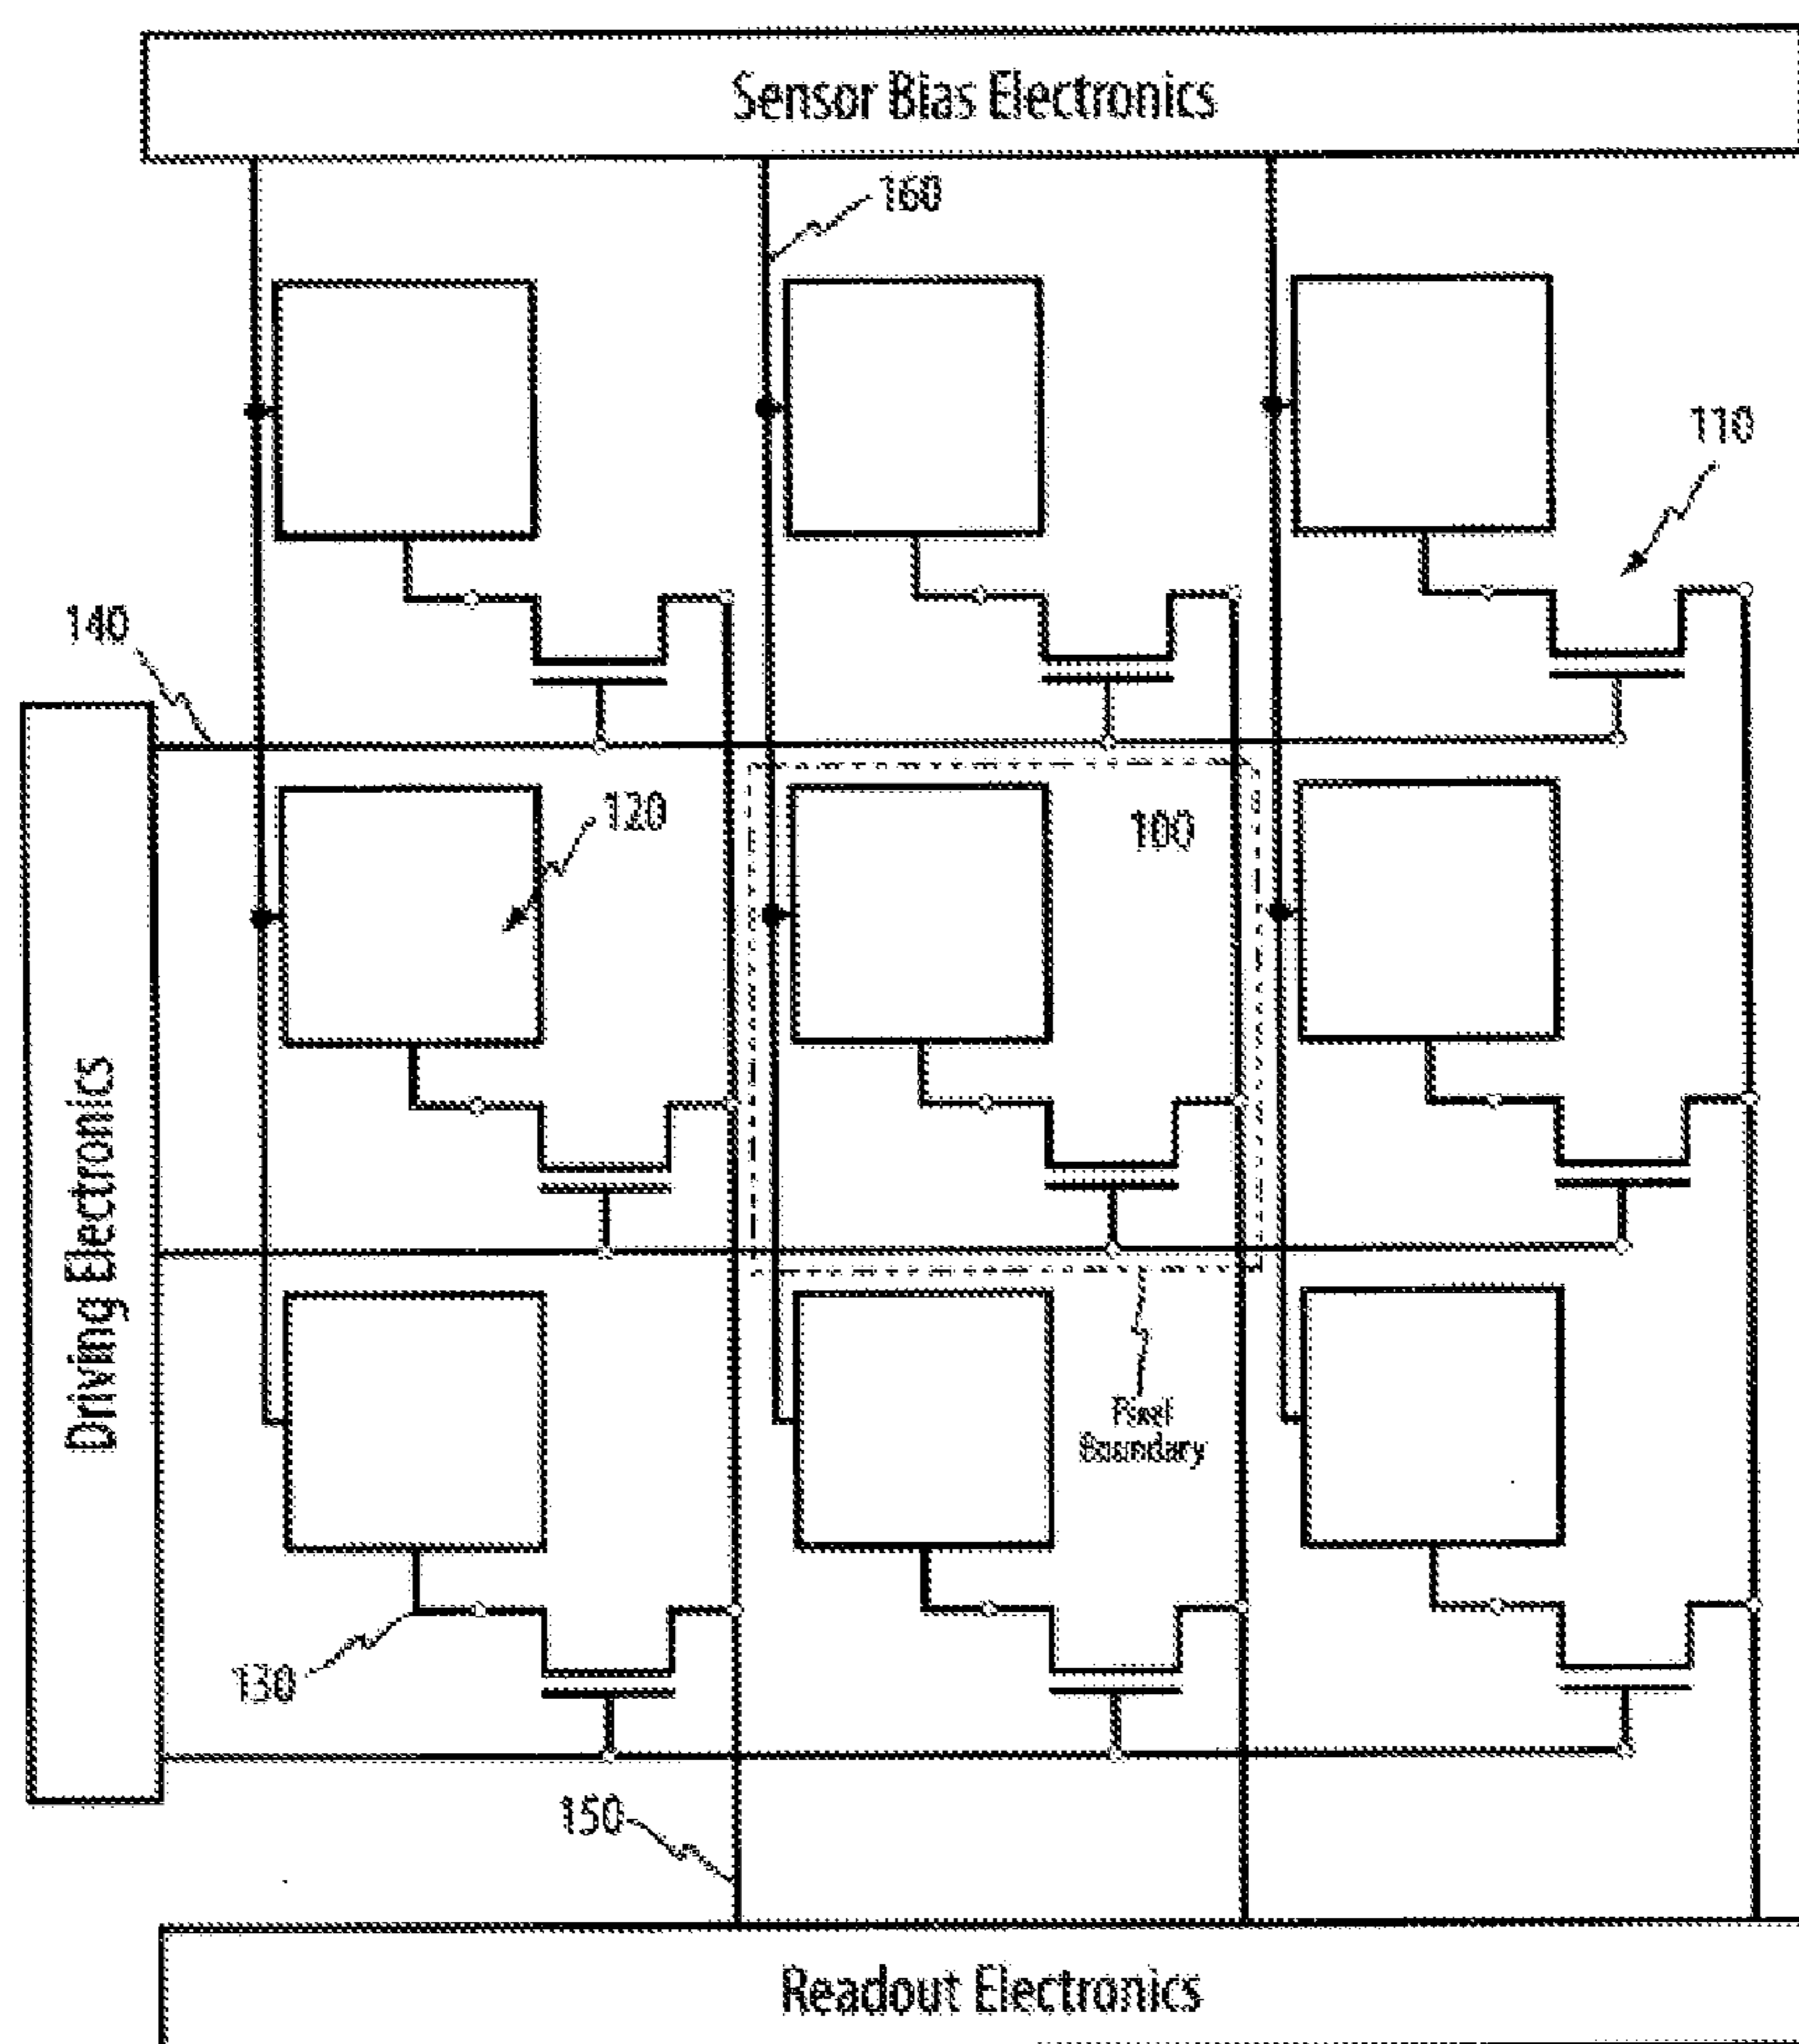 Sensor Bias Electronics
160
110
140
120
100
Driving Electronics
Pixel
Boundary
130
150
Readout Electronics